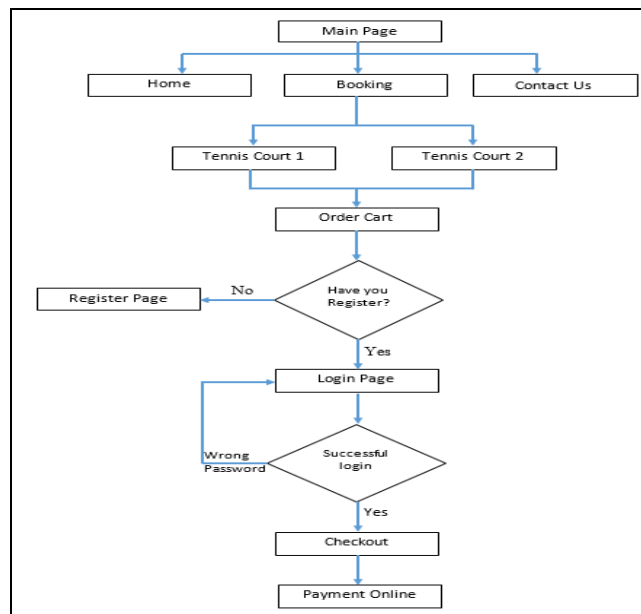 Main Page
Home
Booking
Contact Us
Tennis Court 1
Tennis Court 2
Order Cart
Have you
Register?
No
Register Page
Yes
Login Page
Wrong
Password
Successful
login
Yes
Checkout
Payment Online